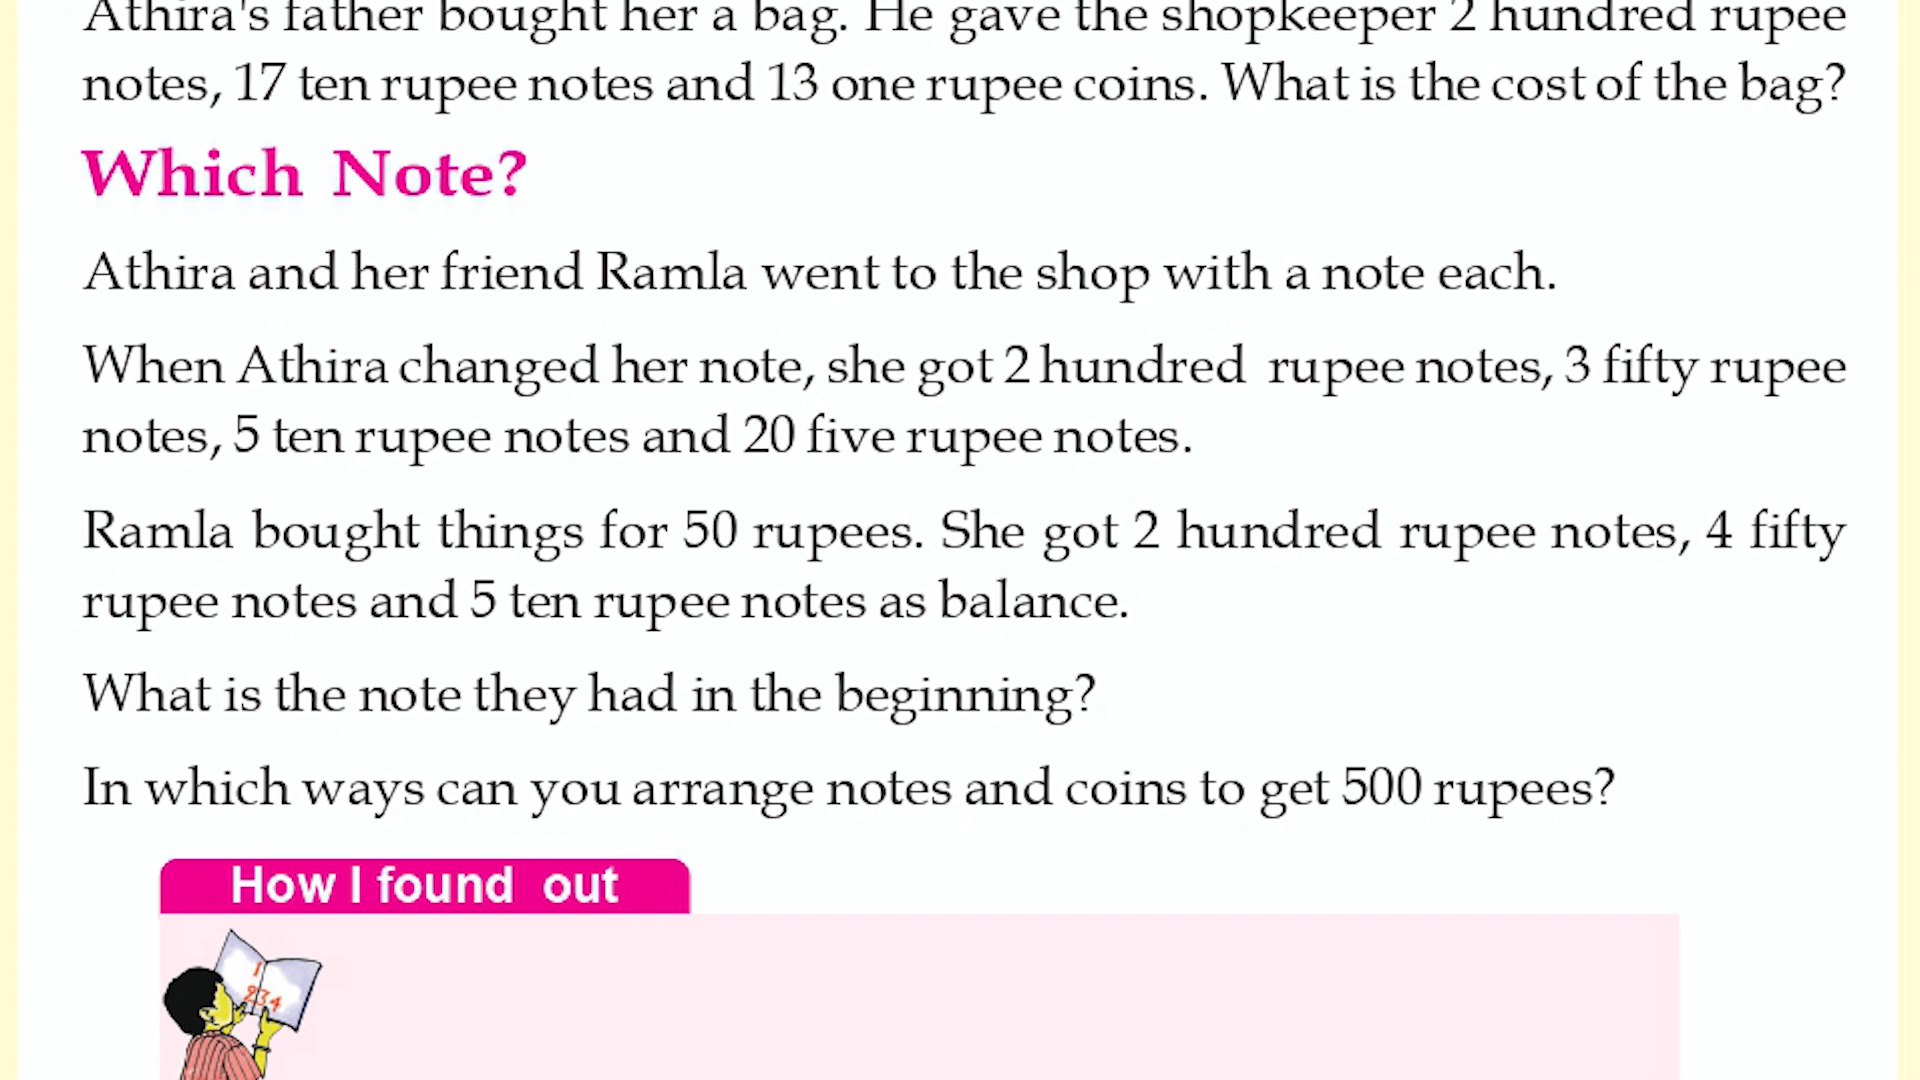 Athira's father bought her a bag. He gave the shopkeeper 2 hundred rupee
notes, 17 ten rupee notes and 13 one rupee coins. What is the cost of the bag?
Which Note?
Athira and her friend Ramla went to the shop with a note each.
When Athira changed her note, she got 2 hundred rupee notes, 3 fifty rupee
notes, 5 ten rupee notes and 20 five rupee notes.
Ramla bought things for 50 rupees. She got 2 hundred rupee notes, 4 fifty
rupee notes and 5 ten rupee notes as balance.
What is the note they had in the beginning?
In which ways can you arrange notes and coins to get 500 rupees?
How I found out
1
234